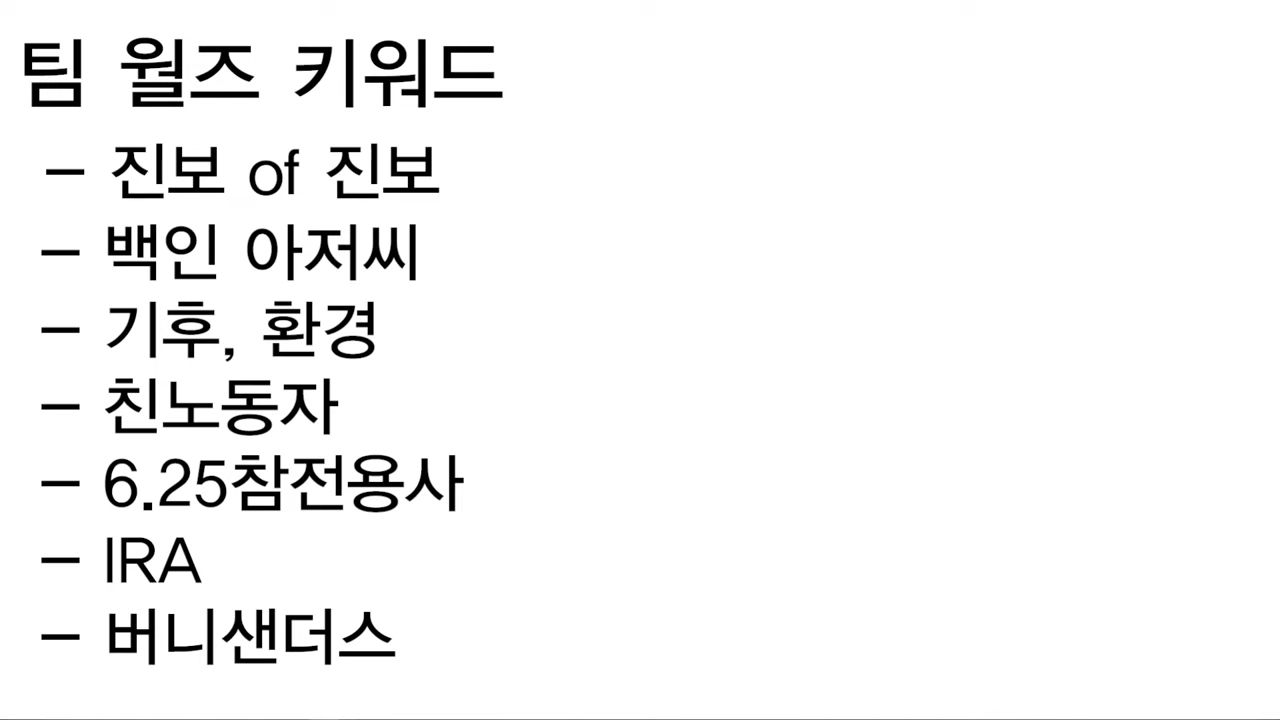 팀 월즈 키워드
- 진보 of 진보
- 백인 아저씨
- 기후, 환경
- 친노동자
- 6.25참전용사
- IRA
- 버니샌더스